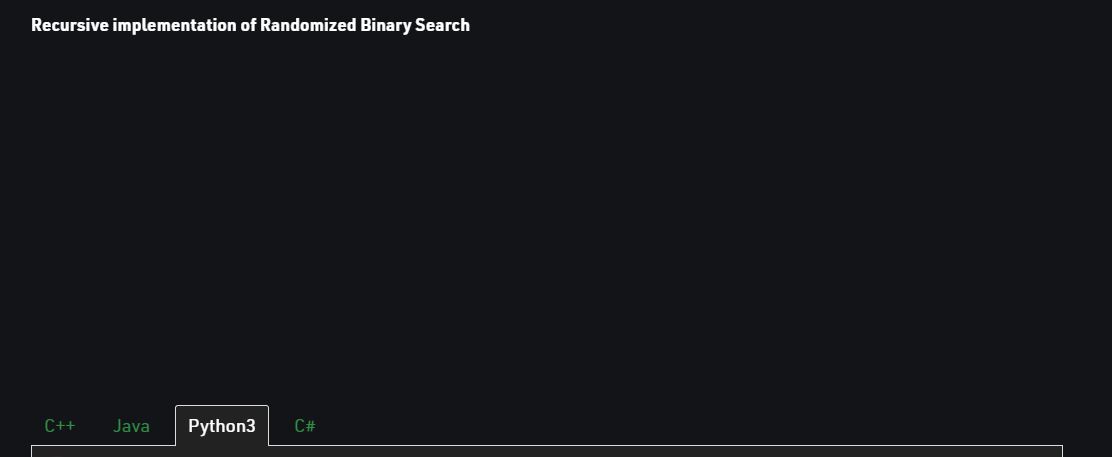 Recursive implementation of Randomized Binary Search
C++ Java Python3 C#